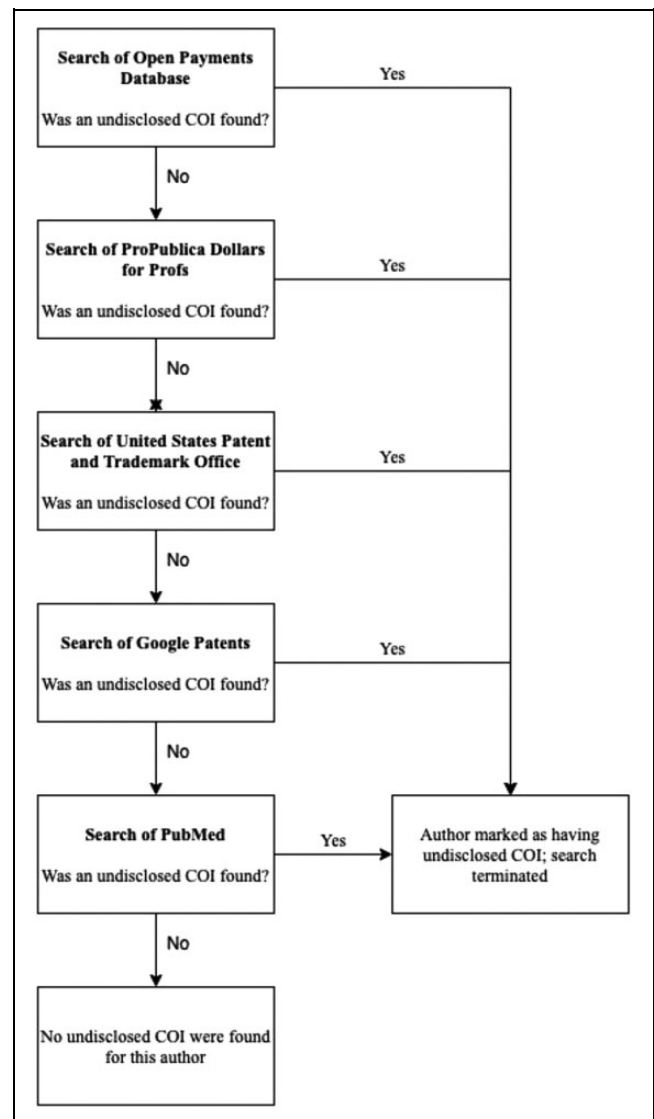 Search of Open Payments
Database
Was an undisclosed COI found?
Yes
No
Search of ProPublica Dollars
for Profs
Was an undisclosed COI found?
Yes
No
Search of United States Patent
and Trademark Office
Was an undisclosed COI found?
Yes
No
Search of Google Patents
Was an undisclosed COI found?
Yes
No
Search of PubMed
Was an undisclosed COI found?
Yes
Author marked as having
undisclosed COI; search
terminated
No
No undisclosed COI were found
for this author